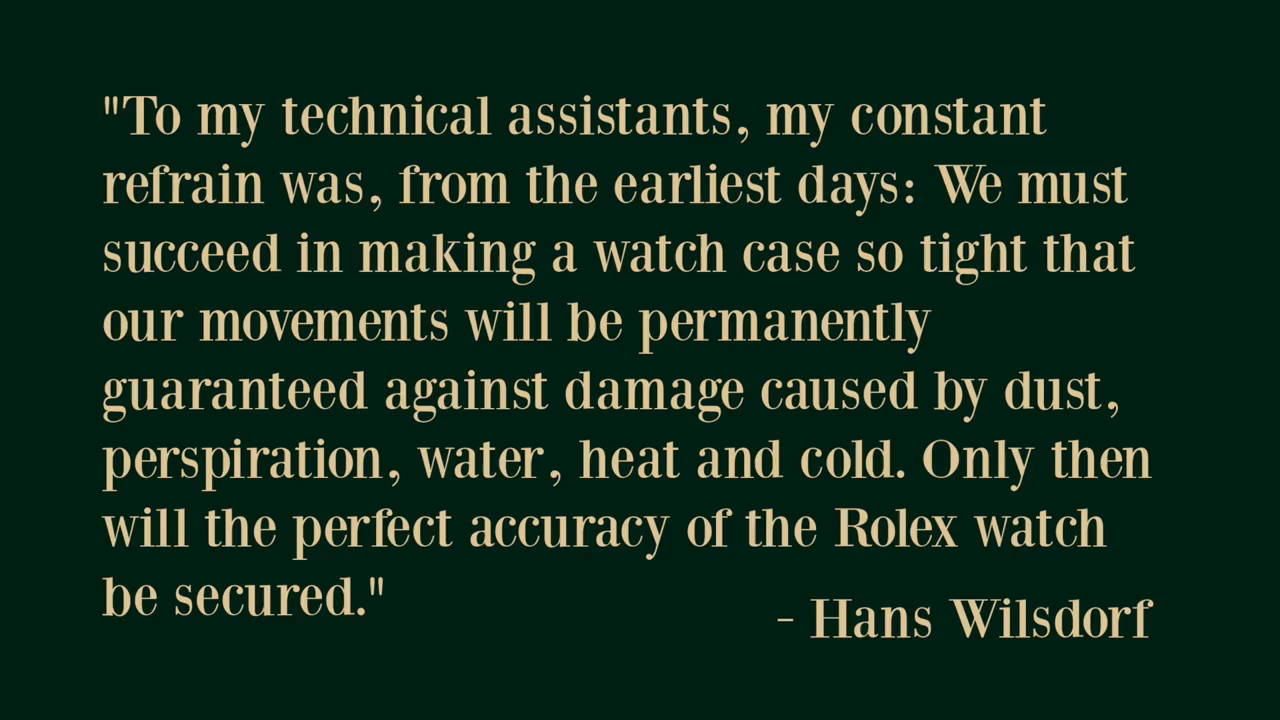 "To my technical assistants, my constant
refrain was, from the earliest days: We must
succeed in making a watch case so tight that
our movements will be permanently
guaranteed against damage caused by dust,
perspiration, water, heat and cold. Only then
will the perfect accuracy of the Rolex watch
be secured."
- Hans Wilsdorf